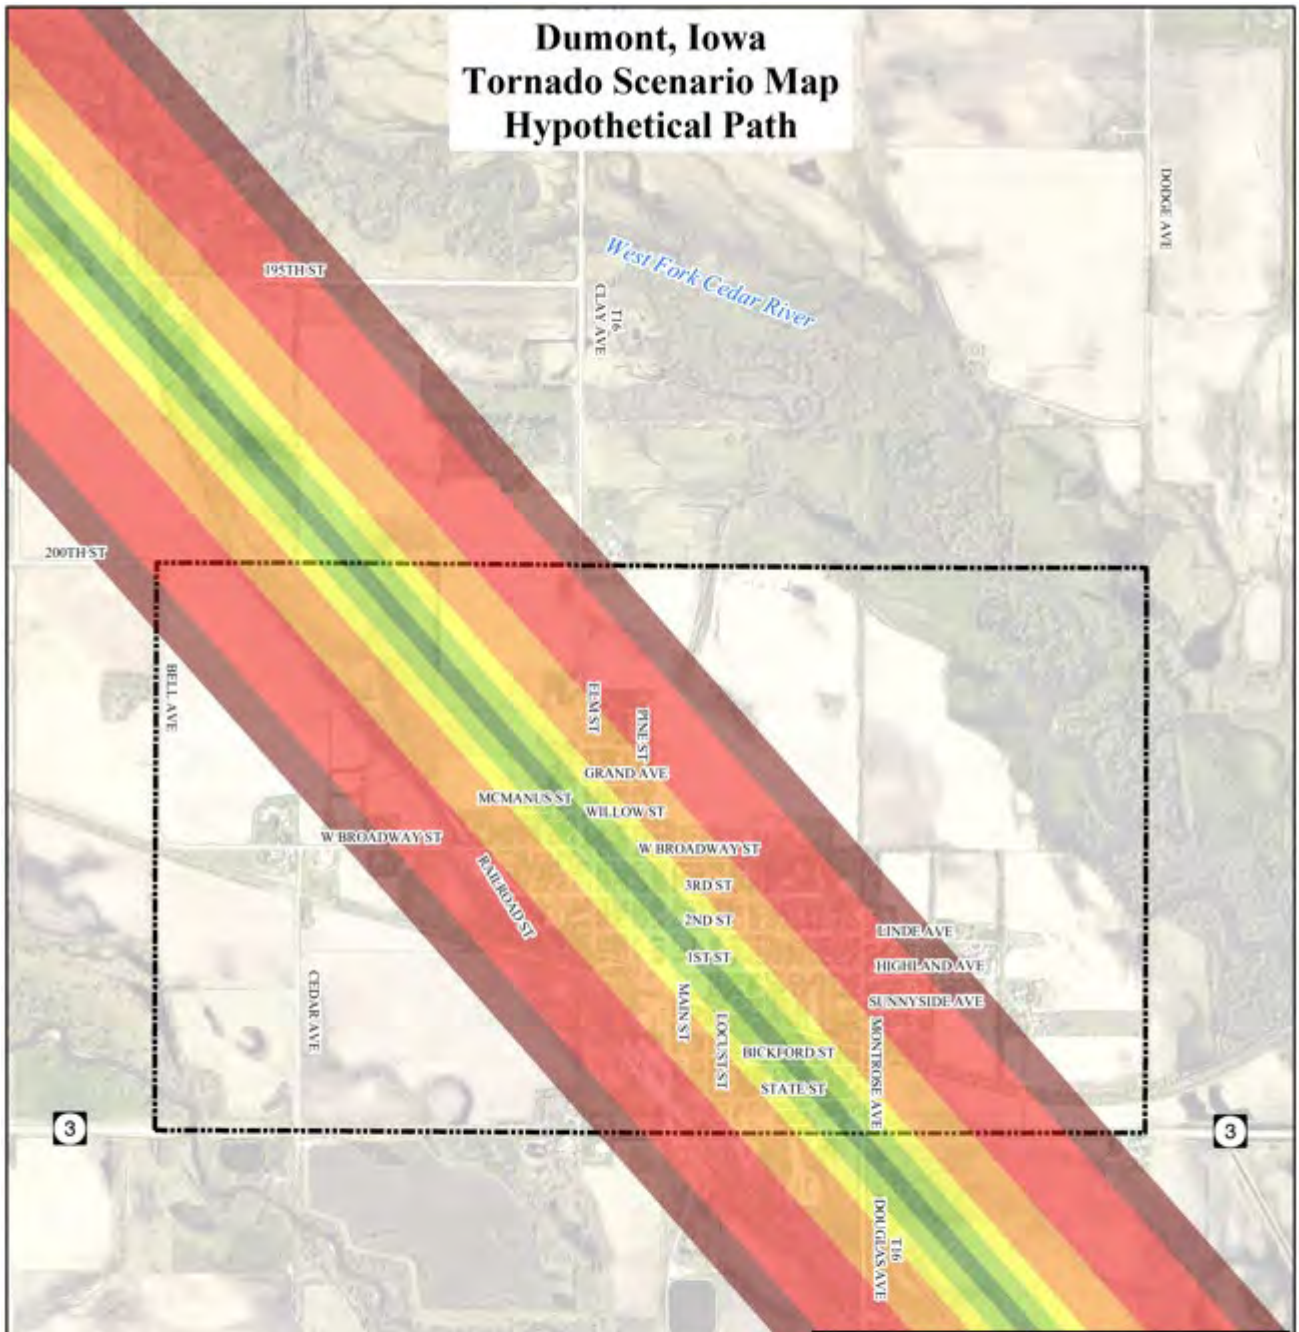 Dumont, Iowa
Tornado Scenario Map
Hypothetical Path
DODGE AVE
West Fork Cedar River
195TH ST
T16
CLAY AVE
200TH ST
BELL AVE
ELM ST
PINE ST
GRAND AVE
MCMANUS ST
WILLOW ST
W BROADWAY ST
W BROADWAY ST
RAILROAD ST
3RD ST
2ND ST
LINDE AVE
1ST ST
HIGHLAND AVE
CEDAR AVE
MAIN ST
LOCUST ST
SUNNYSIDE AVE
MONTROSE AVE
BICKFORD ST
STATE ST
3
3
T16
DOUGLAS AVE